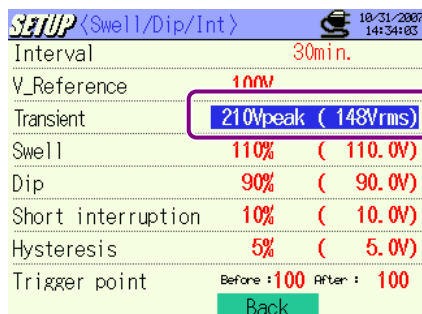 SETUP <Swell/Dip/Int> 10/31/2007
14:34:03
Interval 30min.
V_Reference 100V
Transient 210Vpeak ( 148Vrms)
Swell 110% ( 110.0V)
Dip 90% ( 90.0V)
Short interruption 10% ( 10.0V)
Hysteresis 5% ( 5.0V)
Trigger point Before :100 After : 100
Back